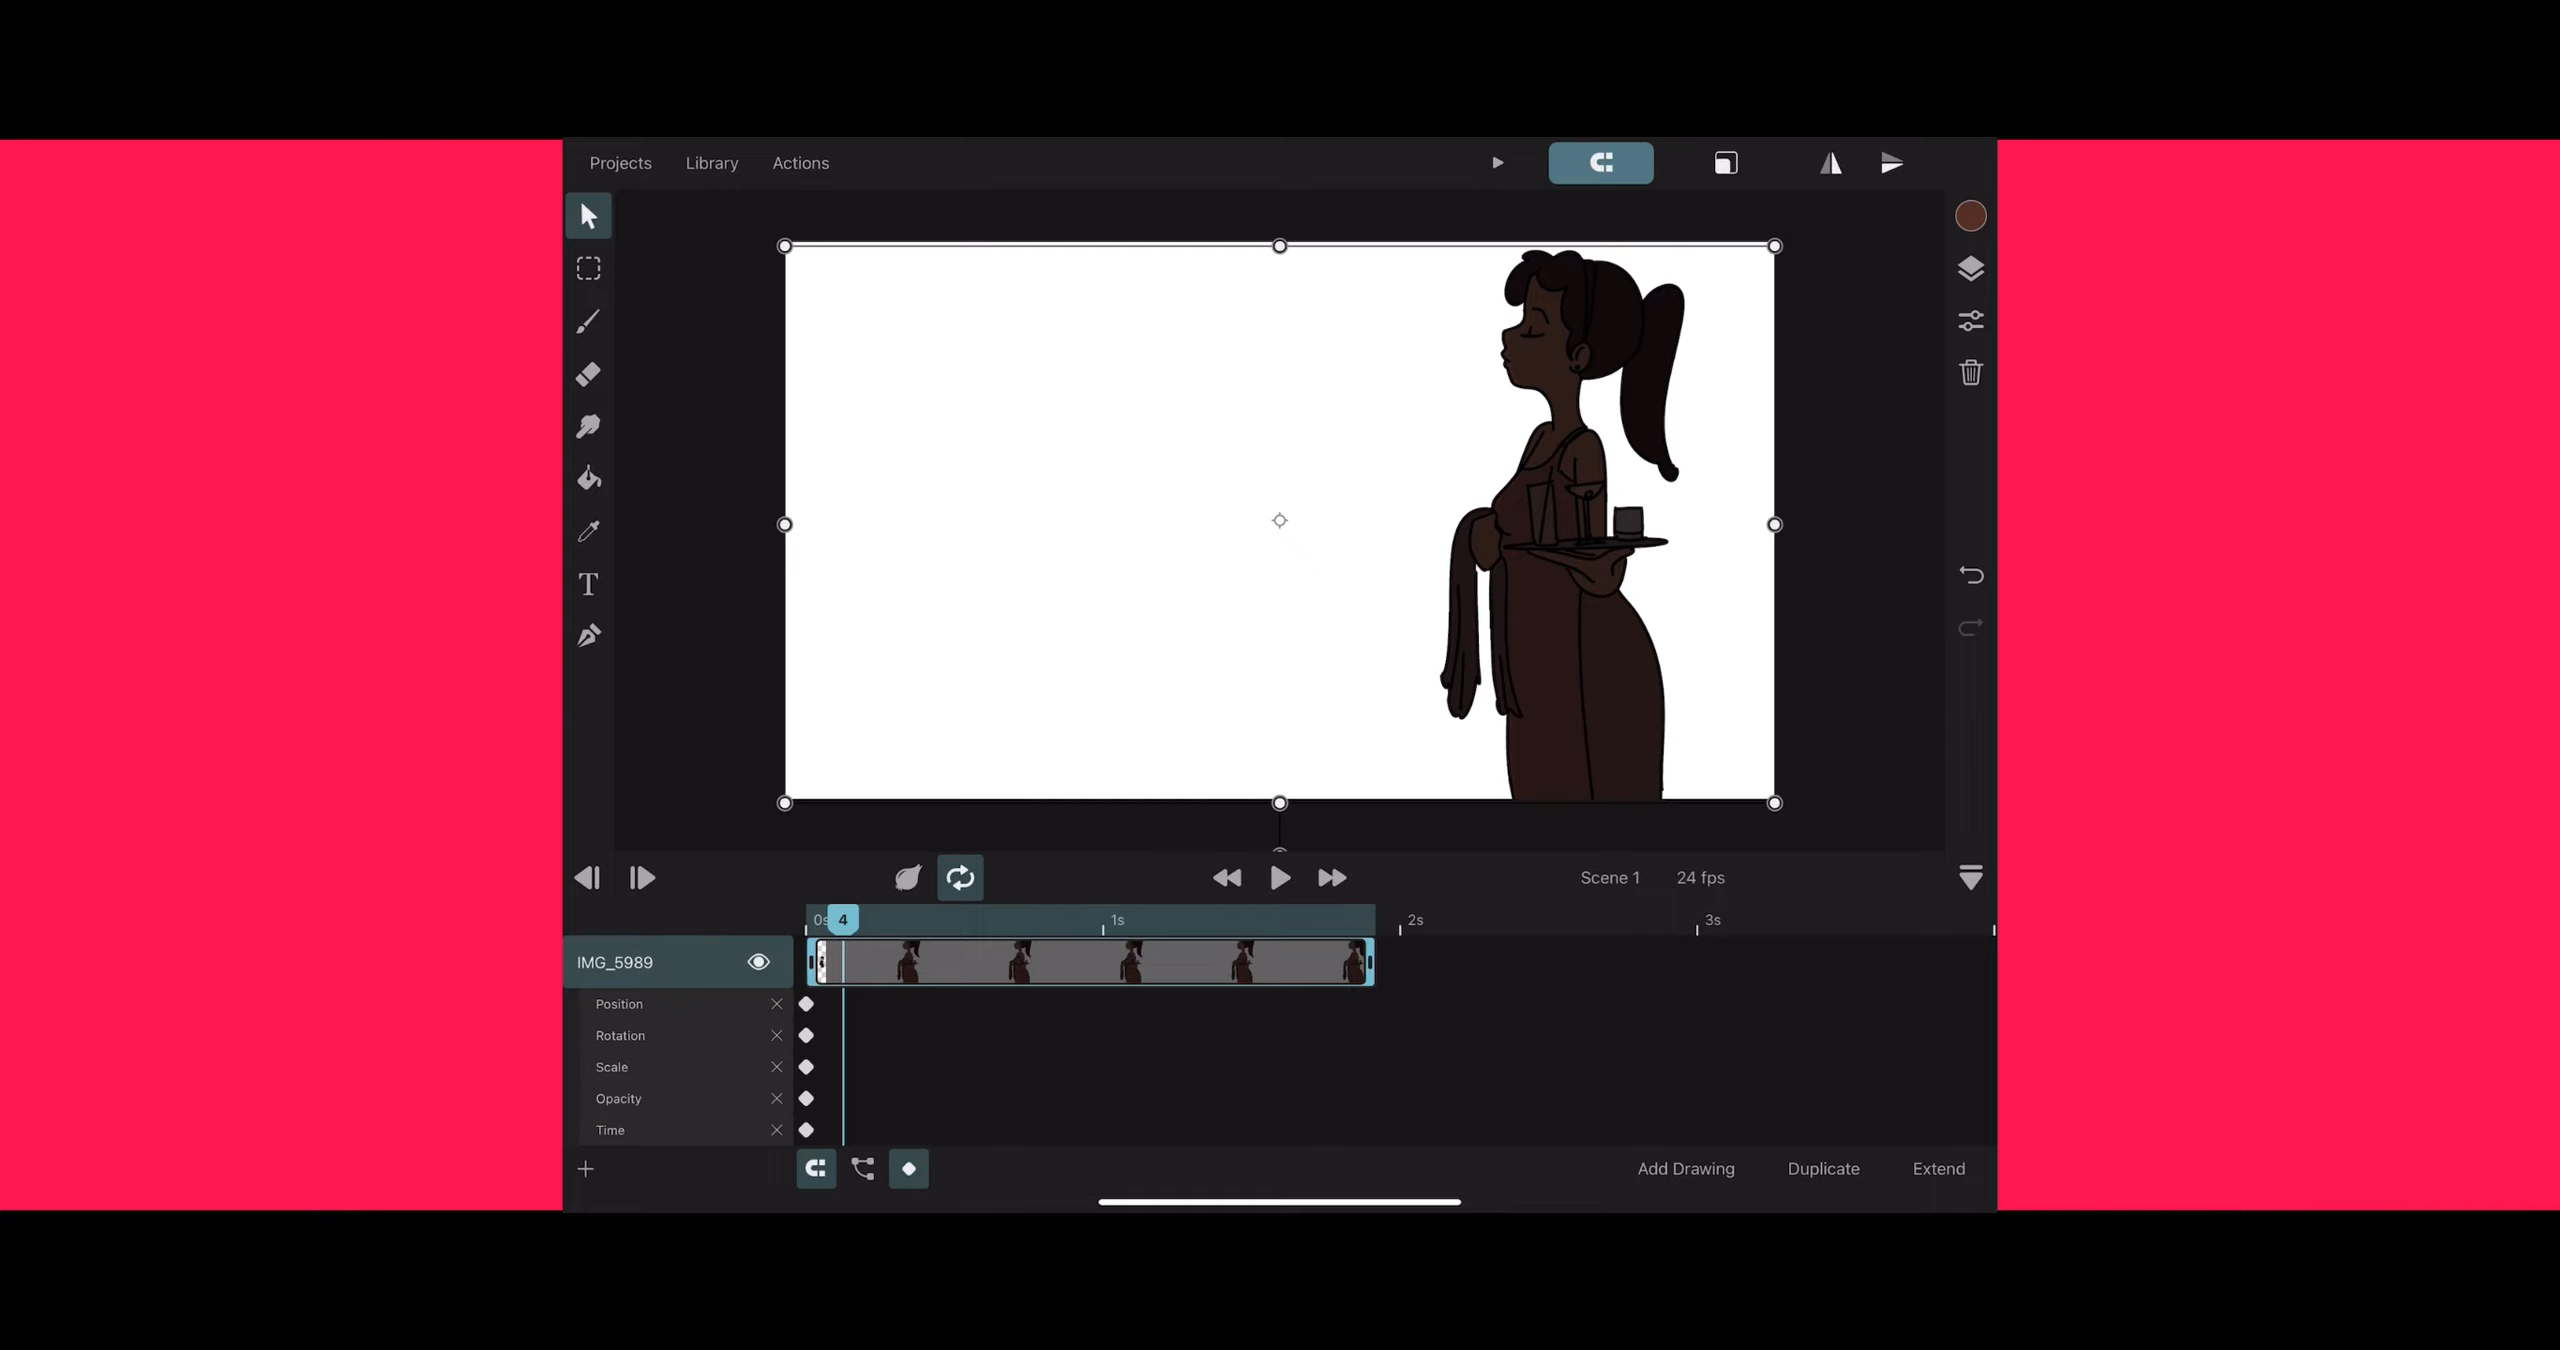 Projects Library Actions
T
Scene 1 24 fps
0s 4 1s 2s 3s
IMG_5989
Position
Rotation
Scale
Opacity
Time
Add Drawing Duplicate Extend